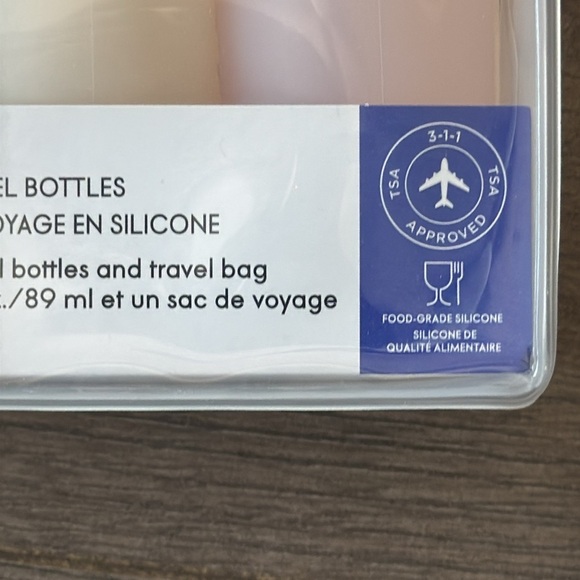 EL BOTTLES
OYAGE EN SILICONE
l bottles and travel bag
z./89 ml et un sac de voyage
3-1-1
TSA
TSA
APPROVED
FOOD-GRADE SILICONE
SILICONE DE
QUALITÉ ALIMENTAIRE